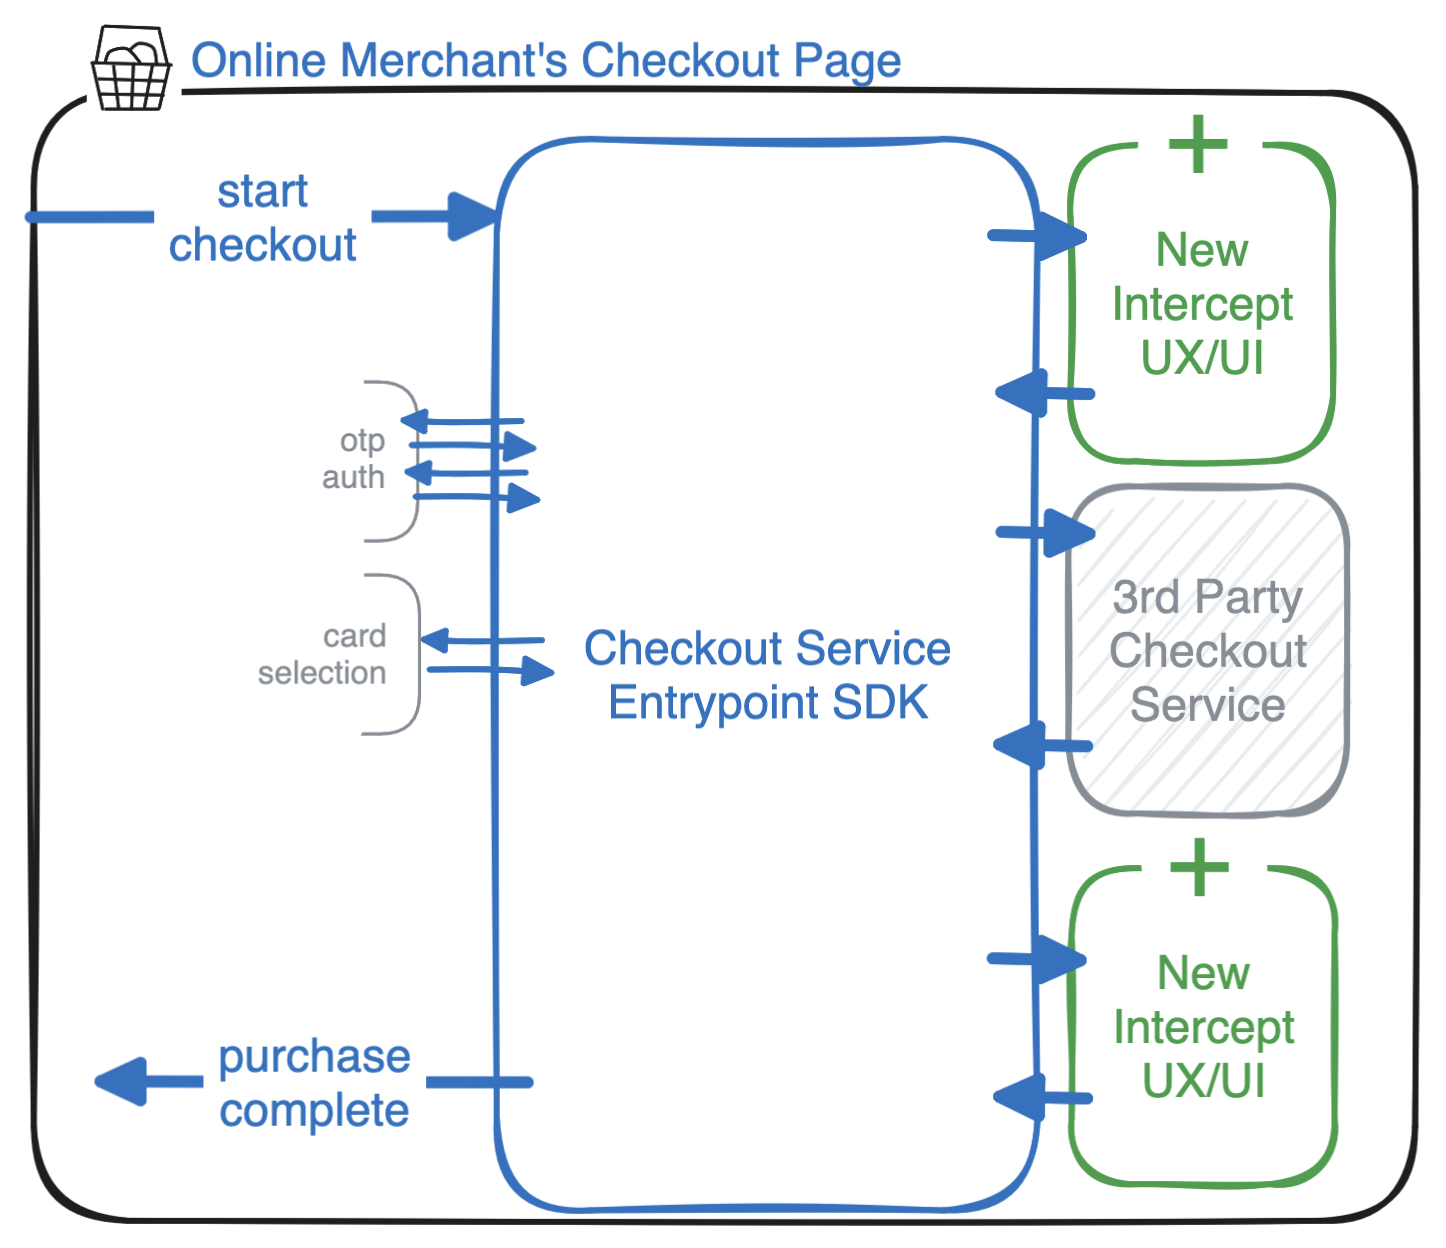 Online Merchant's Checkout Page
start
checkout
+
New
Intercept
UX/UI
otp
auth
card
selection
Checkout Service
Entrypoint SDK
3rd Party
Checkout
Service
+
New
Intercept
UX/UI
purchase
complete